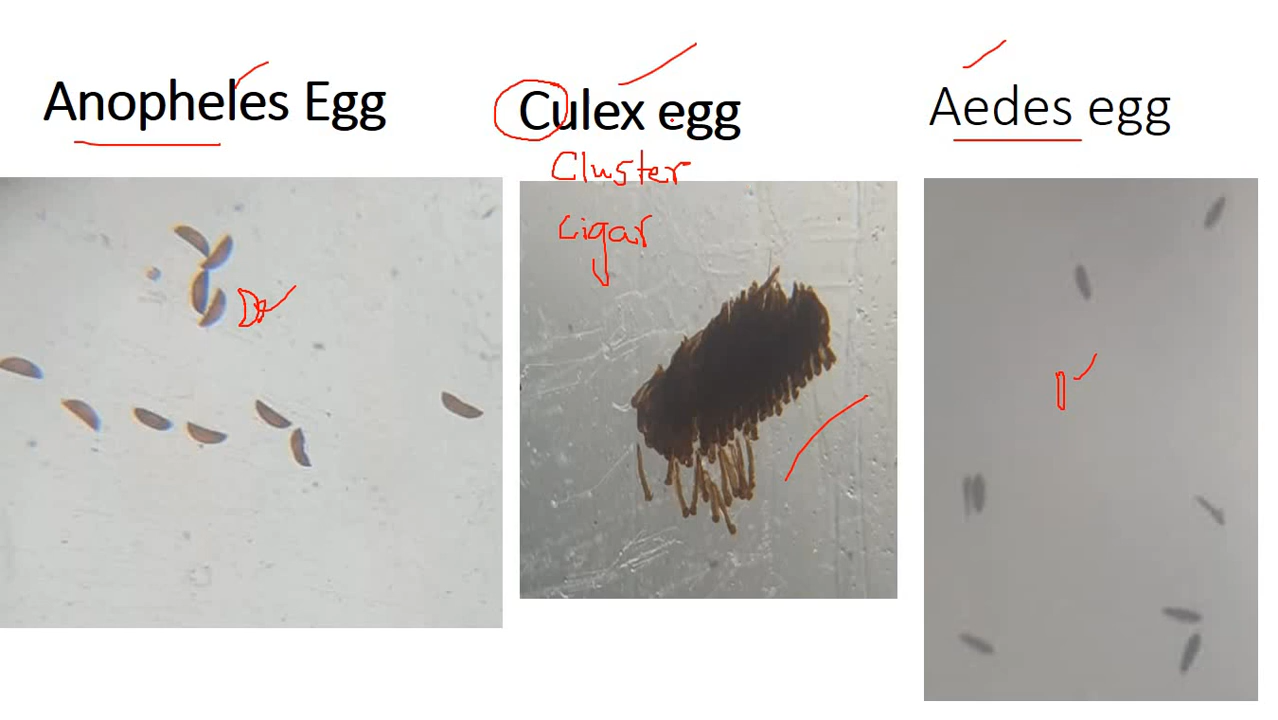 Anopheles Egg
Culex egg
Aedes egg
Cluster
Cigar